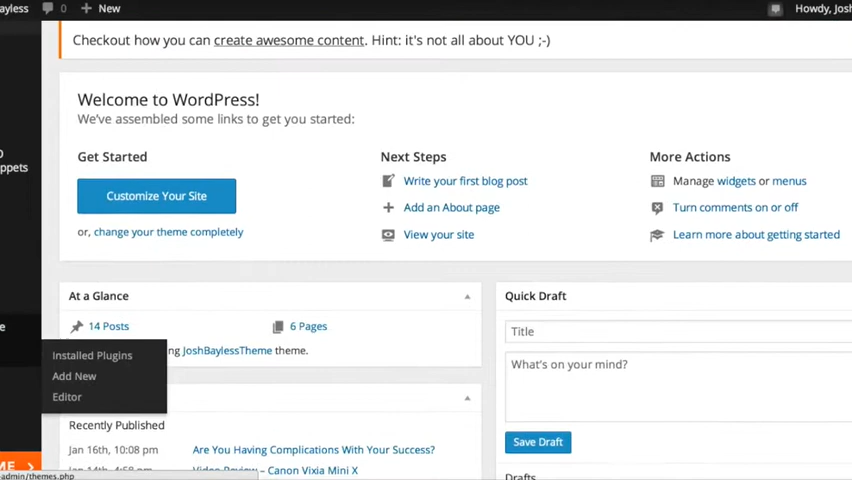 ayless 0 + New Howdy, Josh
Checkout how you can create awesome content. Hint: it's not all about YOU ;-)
Welcome to WordPress!
We've assembled some links to get you started:
Get Started
Customize Your Site
or, change your theme completely
Next Steps
Write your first blog post
Add an About page
View your site
More Actions
Manage widgets or menus
Turn comments on or off
Learn more about getting started
ppets
e
At a Glance
14 Posts 6 Pages
ng JoshBaylessTheme theme.
Installed Plugins
Add New
Editor
Recently Published
Jan 16th, 10:08 pm Are You Having Complications With Your Success?
Jan 14th, 4:58 pm Video Review – Canon Vixia Mini X
Quick Draft
Title
What's on your mind?
Save Draft
Drafts
ME
-admin/themes.php